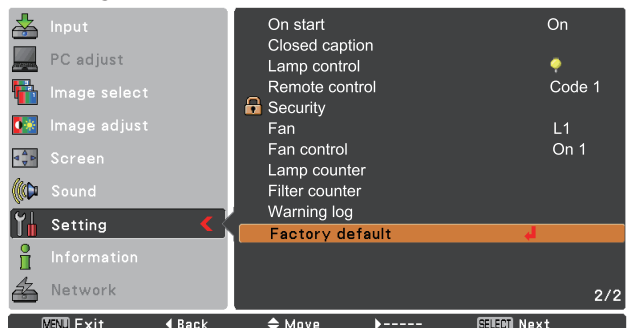 Input
PC adjust
Image select
Image adjust
Screen
Sound
Setting
Information
Network
On start On
Closed caption
Lamp control
Remote control Code 1
Security
Fan L1
Fan control On 1
Lamp counter
Filter counter
Warning log
Factory default
2/2
MENU Exit Back Move ----- SELECT Next